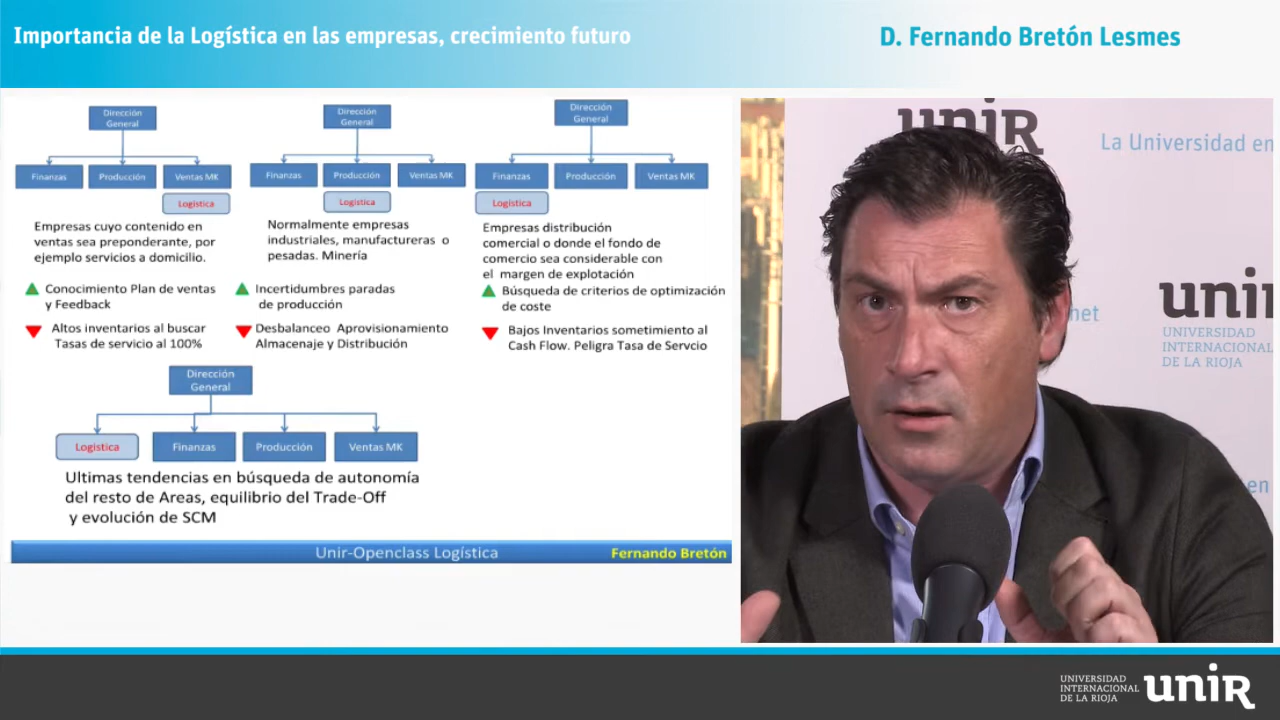 Importancia de la Logística en las empresas, crecimiento futuro
D. Fernando Bretón Lesmes
Dirección
General
Finanzas
Producción
Ventas MK
Logística
Empresas cuyo contenido en
ventas sea preponderante, por
ejemplo servicios a domicilio.
Conocimiento Plan de ventas
y Feedback
Altos inventarios al buscar
Tasas de servicio al 100%
Dirección
General
Finanzas
Producción
Ventas MK
Logística
Normalmente empresas
industriales, manufactureras o
pesadas. Minería
Incertidumbres paradas
de producción
Desbalanceo Aprovisionamiento
Almacenaje y Distribución
Dirección
General
Finanzas
Producción
Ventas MK
Logística
Empresas distribución
comercial o donde el fondo de
comercio sea considerable con
el margen de explotación
Búsqueda de criterios de optimización
de coste
Bajos Inventarios sometimiento al
Cash Flow. Peligra Tasa de Servcio
Dirección
General
Logística
Finanzas
Producción
Ventas MK
Ultimas tendencias en búsqueda de autonomía
del resto de Areas, equilibrio del Trade-Off
y evolución de SCM
Unir-Openclass Logística
Fernando Bretón
unir
La Universidad en
net
unir
UNIVERSIDAD
INTERNACIONAL
DE LA RIOJA
en
UNIVERSIDAD
INTERNACIONAL
DE LA RIOJA
unir